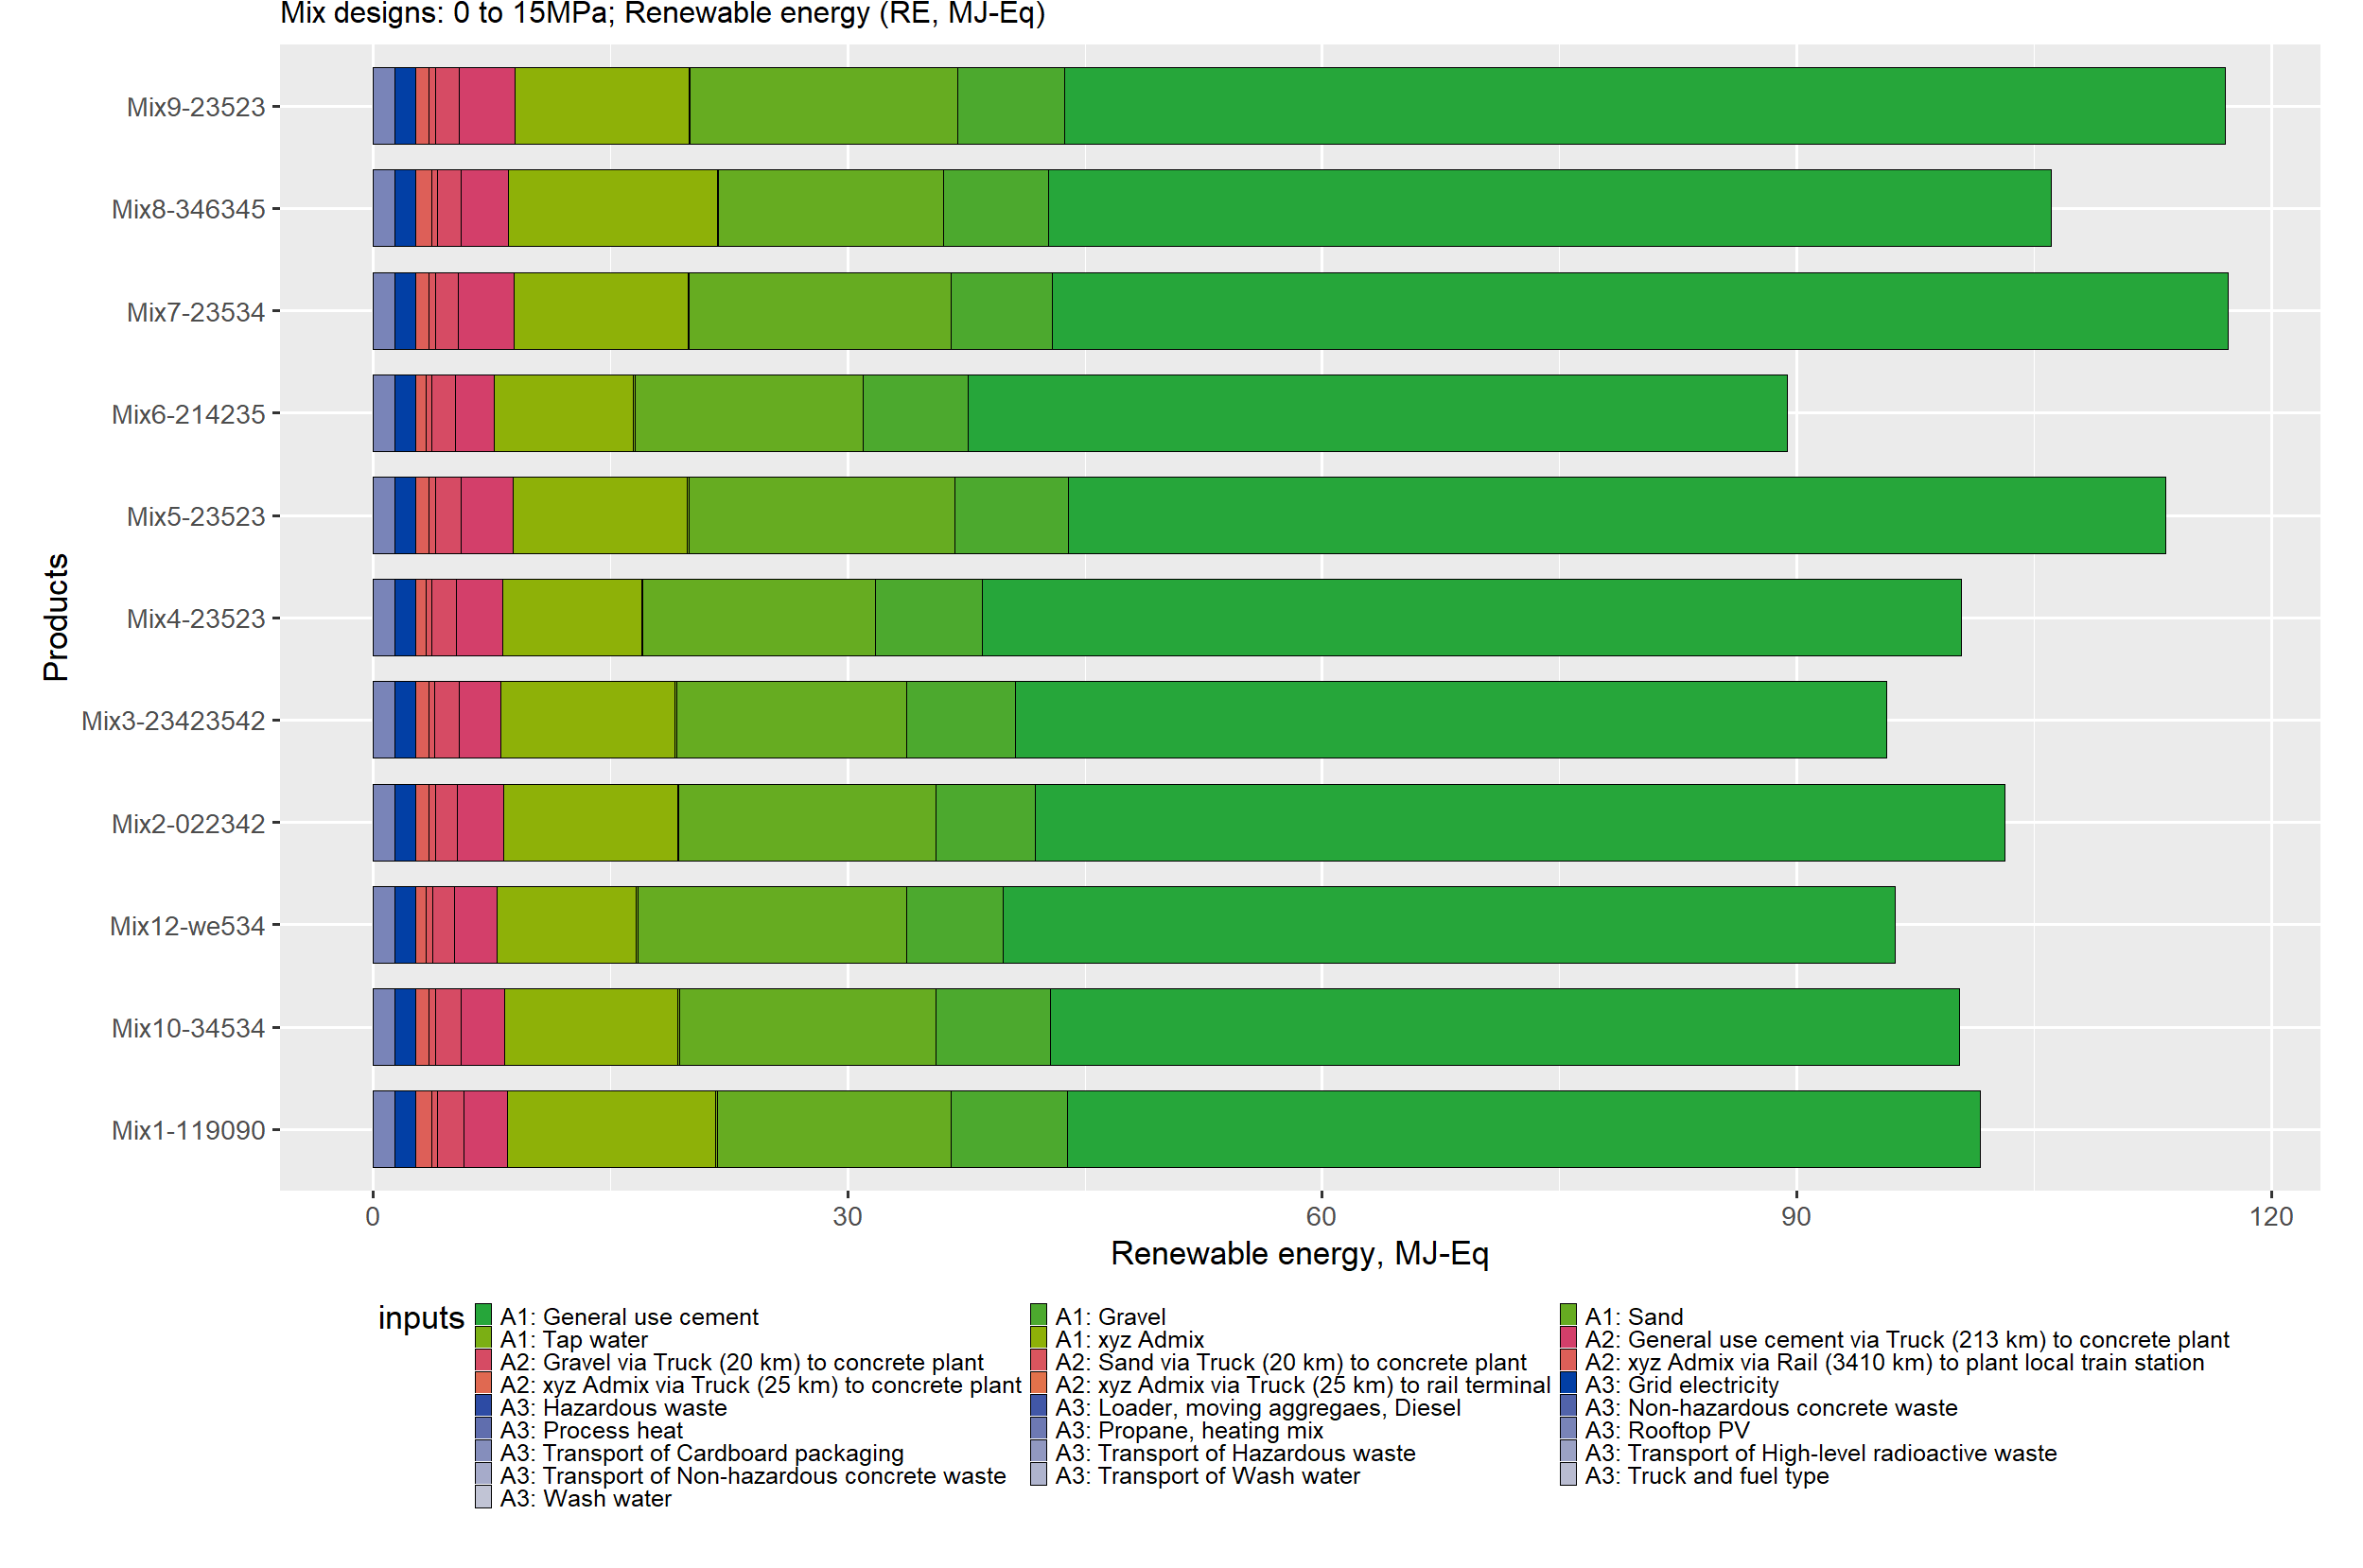 Mix designs: 0 to 15MPa; Renewable energy (RE, MJ-Eq)
Mix9-23523
Mix8-346345
Mix7-23534
Mix6-214235
Mix5-23523
Mix4-23523
Mix3-23423542
Mix2-022342
Mix12-we534
Mix10-34534
Mix1-119090
Products
0 30 60 90 120
Renewable energy, MJ-Eq
inputs
A1: General use cement A1: Gravel A1: Sand
A1: Tap water A1: xyz Admix A2: General use cement via Truck (213 km) to concrete plant
A2: Gravel via Truck (20 km) to concrete plant A2: Sand via Truck (20 km) to concrete plant A2: xyz Admix via Rail (3410 km) to plant local train station
A2: xyz Admix via Truck (25 km) to concrete plant A2: xyz Admix via Truck (25 km) to rail terminal A3: Grid electricity
A3: Hazardous waste A3: Loader, moving aggregaes, Diesel A3: Non-hazardous concrete waste
A3: Process heat A3: Propane, heating mix A3: Rooftop PV
A3: Transport of Cardboard packaging A3: Transport of Hazardous waste A3: Transport of High-level radioactive waste
A3: Transport of Non-hazardous concrete waste A3: Transport of Wash water A3: Truck and fuel type
A3: Wash water